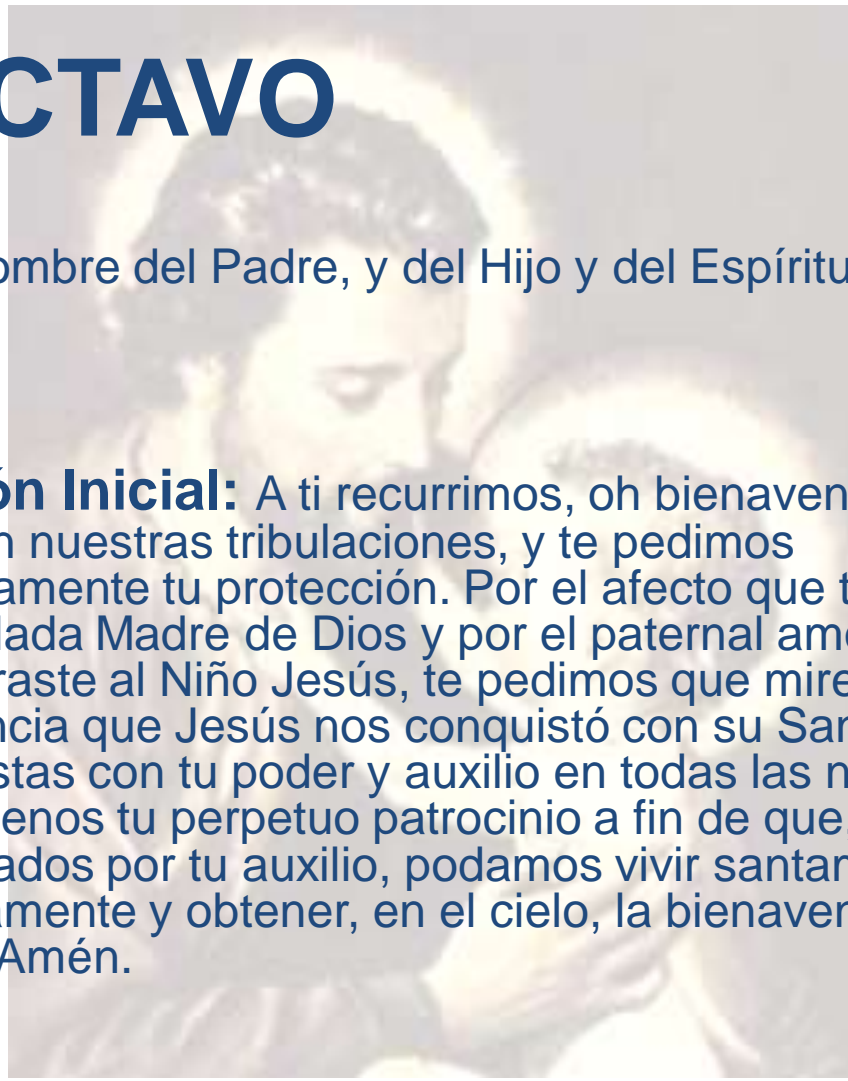 CTAVO
ombre del Padre, y del Hijo y del Espíritu
ón Inicial: A ti recurrimos, oh bienaven
n nuestras tribulaciones, y te pedimos
amente tu protección. Por el afecto que t
lada Madre de Dios y por el paternal am
raste al Niño Jesús, te pedimos que mire
ncia que Jesús nos conquistó con su San
stas con tu poder y auxilio en todas las n
enos tu perpetuo patrocinio a fin de que
ados por tu auxilio, podamos vivir santa
amente y obtener, en el cielo, la bienaven
Amén.